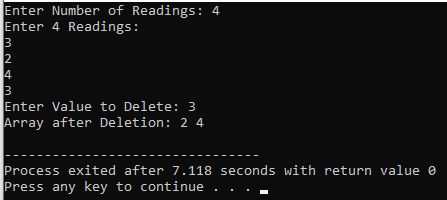 Enter Number of Readings: 4
Enter 4 Readings:
3
2
4
3
Enter Value to Delete: 3
Array after Deletion: 2 4
--------------------------------
Process exited after 7.118 seconds with return value 0
Press any key to continue . . .